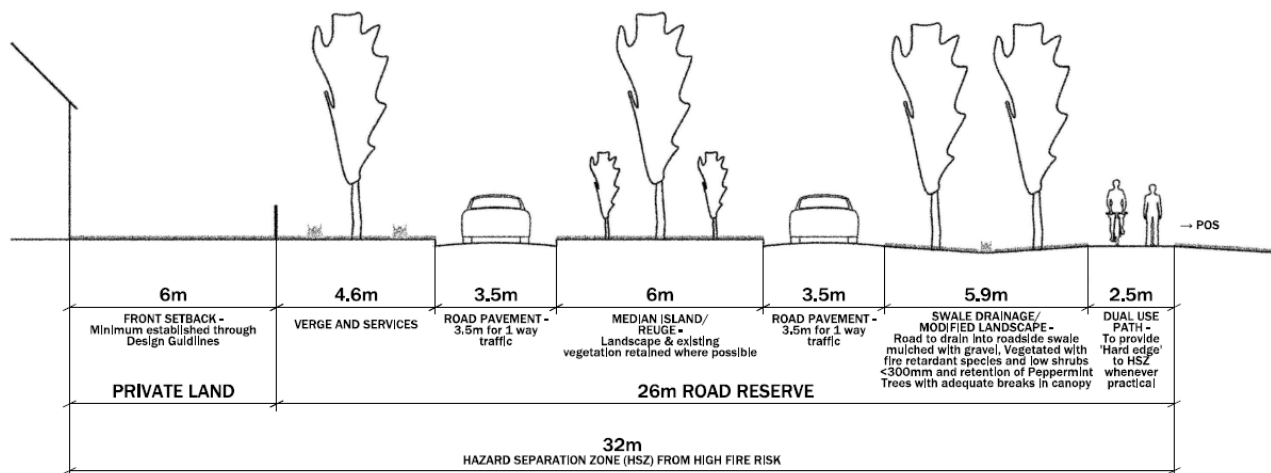 → POS
6m
4.6m
3.5m
6m
3.5m
5.9m
2.5m
FRONT SETBACK -
Minimum established through
Design Guidlines
VERGE AND SERVICES
ROAD PAVEMENT -
3.5m for 1 way
traffic
MEDIAN ISLAND/
REUGE -
Landscape & existing
vegetation retained where possible
ROAD PAVEMENT -
3.5m for 1 way
traffic
SWALE DRAINAGE/
MODIFIED LANDSCAPE -
Road to drain into roadside swale
mulched with gravel, Vegetated with
fire retardant species and low shrubs
<300mm and retention of Peppermint
Trees with adequate breaks in canopy
DUAL USE
PATH -
To provide
'Hard edge'
to HSZ
whenever
practical
PRIVATE LAND
26m ROAD RESERVE
32m
HAZARD SEPARATION ZONE (HSZ) FROM HIGH FIRE RISK